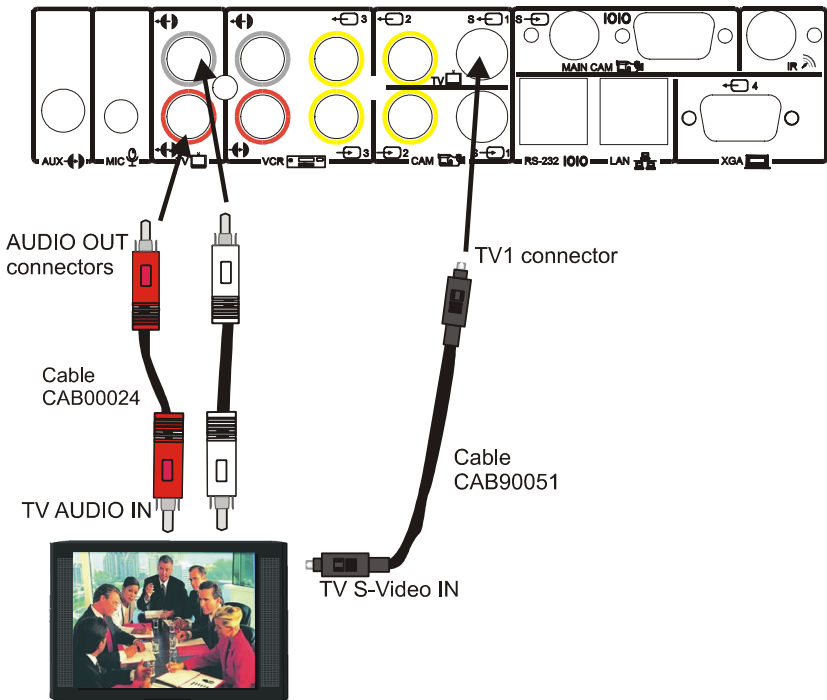 3
2
S 1
S
IOIO
TV
MAIN CAM
IR
4
AUX
MIC
TV
VCR
3
2
CAM
S 1
RS-232 IOIO
LAN
XGA
AUDIO OUT
connectors
TV1 connector
Cable
CAB00024
Cable
CAB90051
TV AUDIO IN
TV S-Video IN